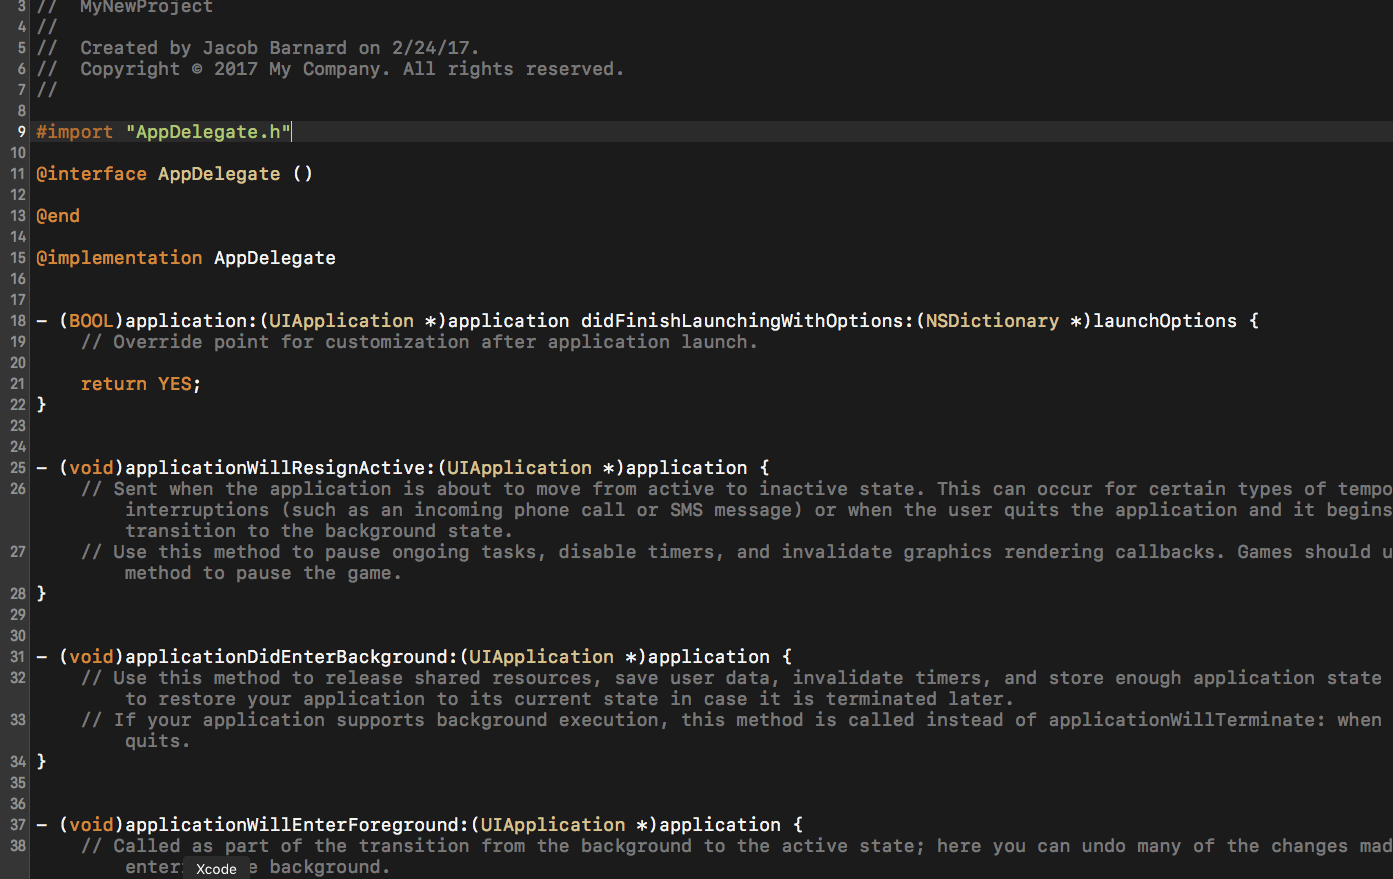 3 //  MyNewProject
4 //
5 //  Created by Jacob Barnard on 2/24/17.
6 //  Copyright © 2017 My Company. All rights reserved.
7 //
8
9 #import "AppDelegate.h"
10
11 @interface AppDelegate ()
12
13 @end
14
15 @implementation AppDelegate
16
17
18 - (BOOL)application:(UIApplication *)application didFinishLaunchingWithOptions:(NSDictionary *)launchOptions {
19     // Override point for customization after application launch.
20
21     return YES;
22 }
23
24
25 - (void)applicationWillResignActive:(UIApplication *)application {
26     // Sent when the application is about to move from active to inactive state. This can occur for certain types of tempo
interruptions (such as an incoming phone call or SMS message) or when the user quits the application and it begins
transition to the background state.
27     // Use this method to pause ongoing tasks, disable timers, and invalidate graphics rendering callbacks. Games should u
method to pause the game.
28 }
29
30
31 - (void)applicationDidEnterBackground:(UIApplication *)application {
32     // Use this method to release shared resources, save user data, invalidate timers, and store enough application state
to restore your application to its current state in case it is terminated later.
33     // If your application supports background execution, this method is called instead of applicationWillTerminate: when
quits.
34 }
35
36
37 - (void)applicationWillEnterForeground:(UIApplication *)application {
38     // Called as part of the transition from the background to the active state; here you can undo many of the changes mad
enter e background.
Xcode